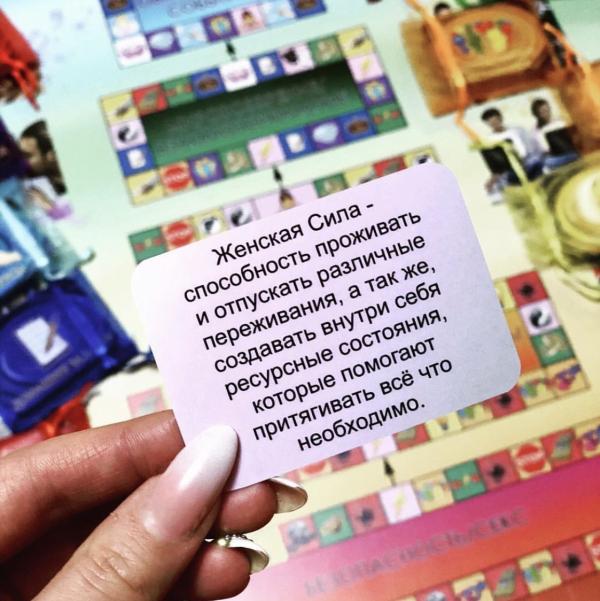 Женская Сила -
способность проживать
и отпускать различные
переживания, а так же,
создавать внутри себя
ресурсные состояния,
которые помогают
притягивать всё что
необходимо.